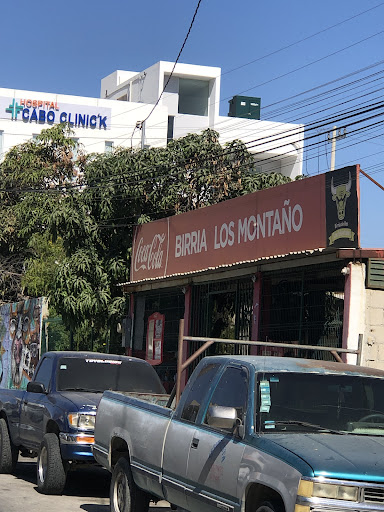 HOSPITAL
CABO CLINIC'K
Coca-Cola
BIRRIA LOS MONTAÑO